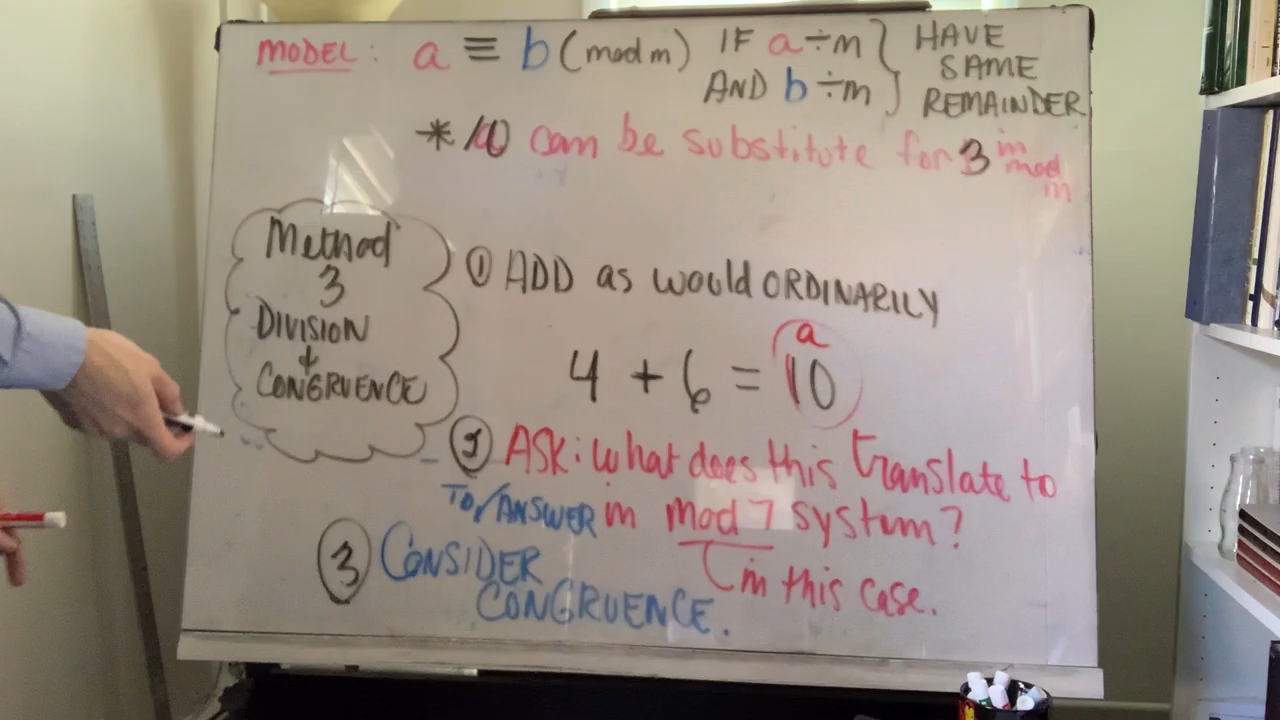 MODEL: a ≡ b (mod m) IF a ÷ m } HAVE
AND b ÷ m } SAME
REMAINDER
* 10 can be substitute for 3 in mod m
Method
3
DIVISION
&
CONGRUENCE
① ADD as would ORDINARILY
a
4 + 6 = 10
② ASK: what does this translate to
TO/ANSWER in mod 7 system?
③ CONSIDER
CONGRUENCE.
in this case.